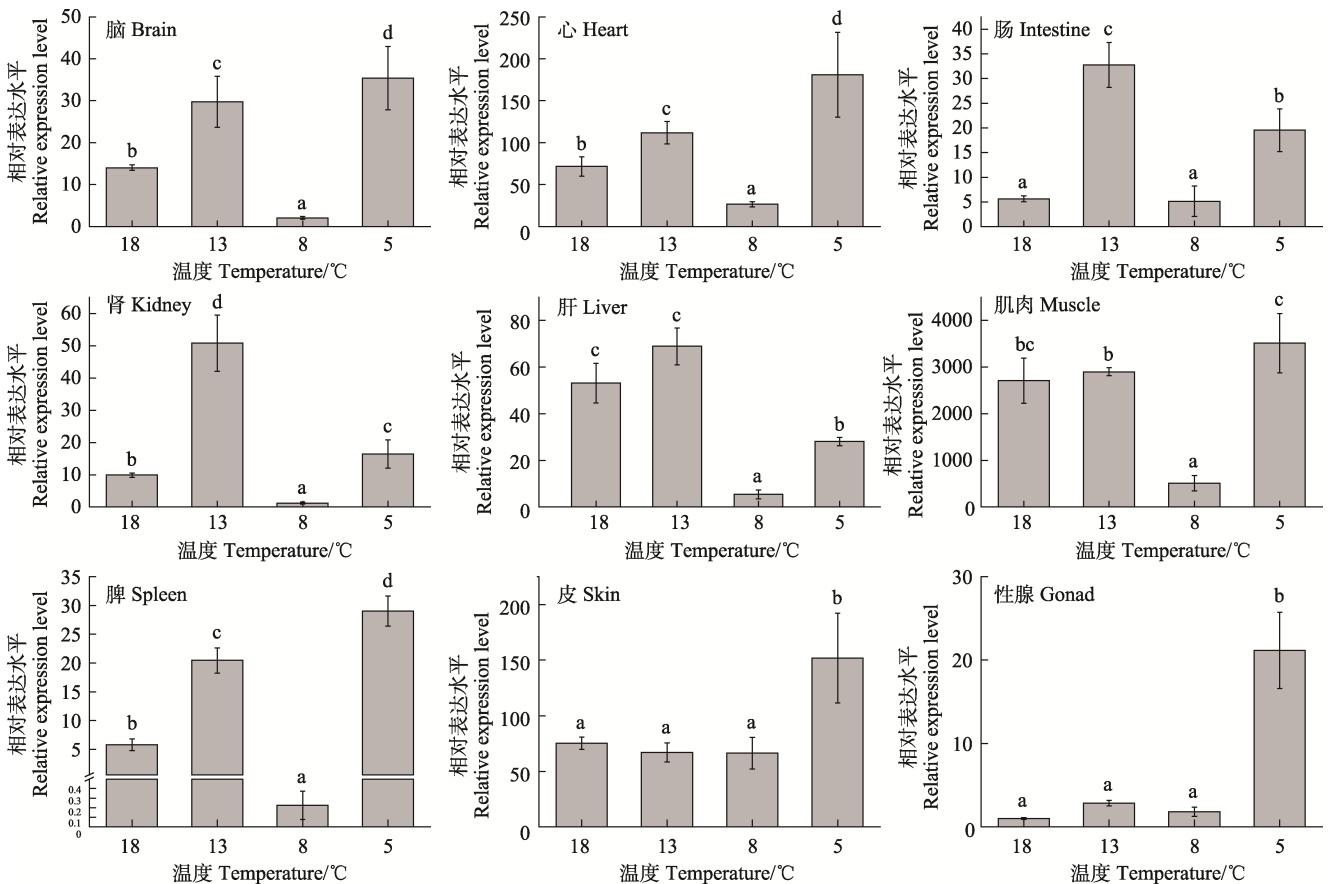 脑 Brain
相对表达水平
Relative expression level
50
40
30
20
10
0
b
c
a
d
18
13
8
5
温度 Temperature/℃
心 Heart
相对表达水平
Relative expression level
250
200
150
100
50
0
b
c
a
d
18
13
8
5
温度 Temperature/℃
肠 Intestine
相对表达水平
Relative expression level
40
35
30
25
20
15
10
5
0
a
c
a
b
18
13
8
5
温度 Temperature/℃
肾 Kidney
相对表达水平
Relative expression level
60
50
40
30
20
10
0
b
d
a
c
18
13
8
5
温度 Temperature/℃
肝 Liver
相对表达水平
Relative expression level
80
60
40
20
0
c
c
a
b
18
13
8
5
温度 Temperature/℃
肌肉 Muscle
相对表达水平
Relative expression level
4000
3000
2000
1000
0
bc
b
a
c
18
13
8
5
温度 Temperature/℃
脾 Spleen
相对表达水平
Relative expression level
35
30
25
20
15
10
5
0.4
0.3
0.2
0.1
0
b
c
a
d
18
13
8
5
温度 Temperature/℃
皮 Skin
相对表达水平
Relative expression level
200
150
100
50
0
a
a
a
b
18
13
8
5
温度 Temperature/℃
性腺 Gonad
相对表达水平
Relative expression level
30
20
10
0
a
a
a
b
18
13
8
5
温度 Temperature/℃